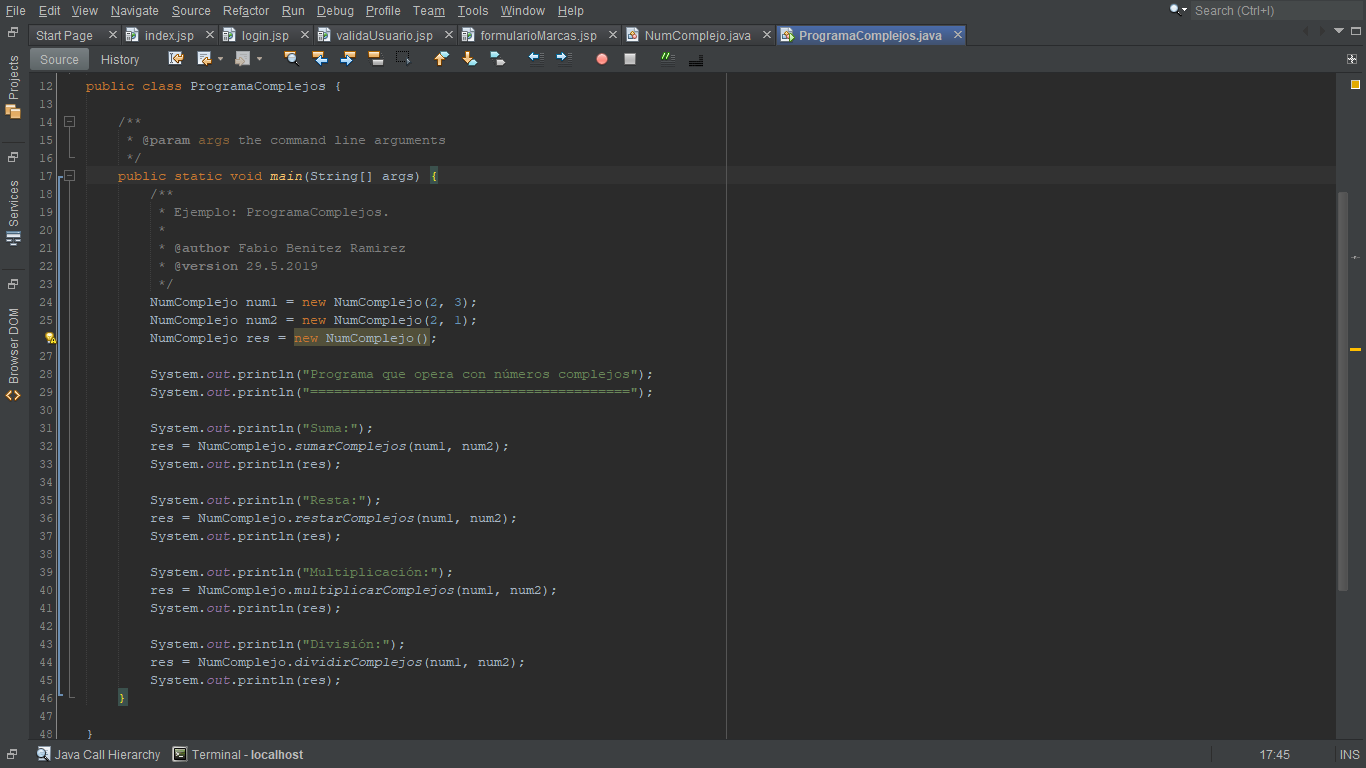 File Edit View Navigate Source Refactor Run Debug Profile Team Tools Window Help Search (Ctrl+I)
Start Page index.jsp login.jsp validaUsuario.jsp formularioMarcas.jsp NumComplejo.java ProgramaComplejos.java
Source History
Projects
Services
Browser DOM
12 public class ProgramaComplejos {
13
14 /**
15 * @param args the command line arguments
16 */
17 public static void main(String[] args) {
18 /**
19 * Ejemplo: ProgramaComplejos.
20 *
21 * @author Fabio Benitez Ramirez
22 * @version 29.5.2019
23 */
24 NumComplejo num1 = new NumComplejo(2, 3);
25 NumComplejo num2 = new NumComplejo(2, 1);
NumComplejo res = new NumComplejo();
27
28 System.out.println("Programa que opera con números complejos");
29 System.out.println("========================================");
30
31 System.out.println("Suma:");
32 res = NumComplejo.sumarComplejos(num1, num2);
33 System.out.println(res);
34
35 System.out.println("Resta:");
36 res = NumComplejo.restarComplejos(num1, num2);
37 System.out.println(res);
38
39 System.out.println("Multiplicación:");
40 res = NumComplejo.multiplicarComplejos(num1, num2);
41 System.out.println(res);
42
43 System.out.println("División:");
44 res = NumComplejo.dividirComplejos(num1, num2);
45 System.out.println(res);
46 }
47
48 }
Java Call Hierarchy Terminal - localhost 17:45 INS